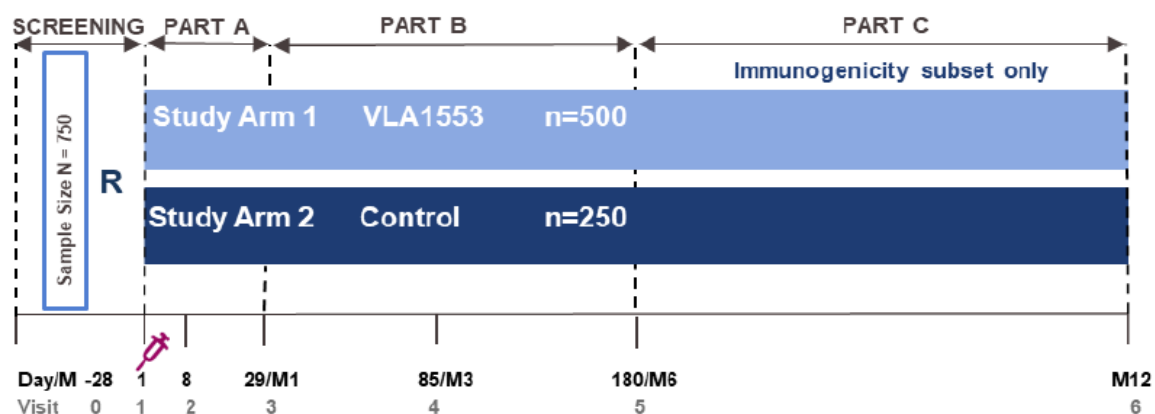 SCREENING PART A PART B PART C
Immunogenicity subset only
Sample Size N = 750
R
Study Arm 1 VLA1553 n=500
Study Arm 2 Control n=250
Day/M -28 1 8 29/M1 85/M3 180/M6 M12
Visit 0 1 2 3 4 5 6